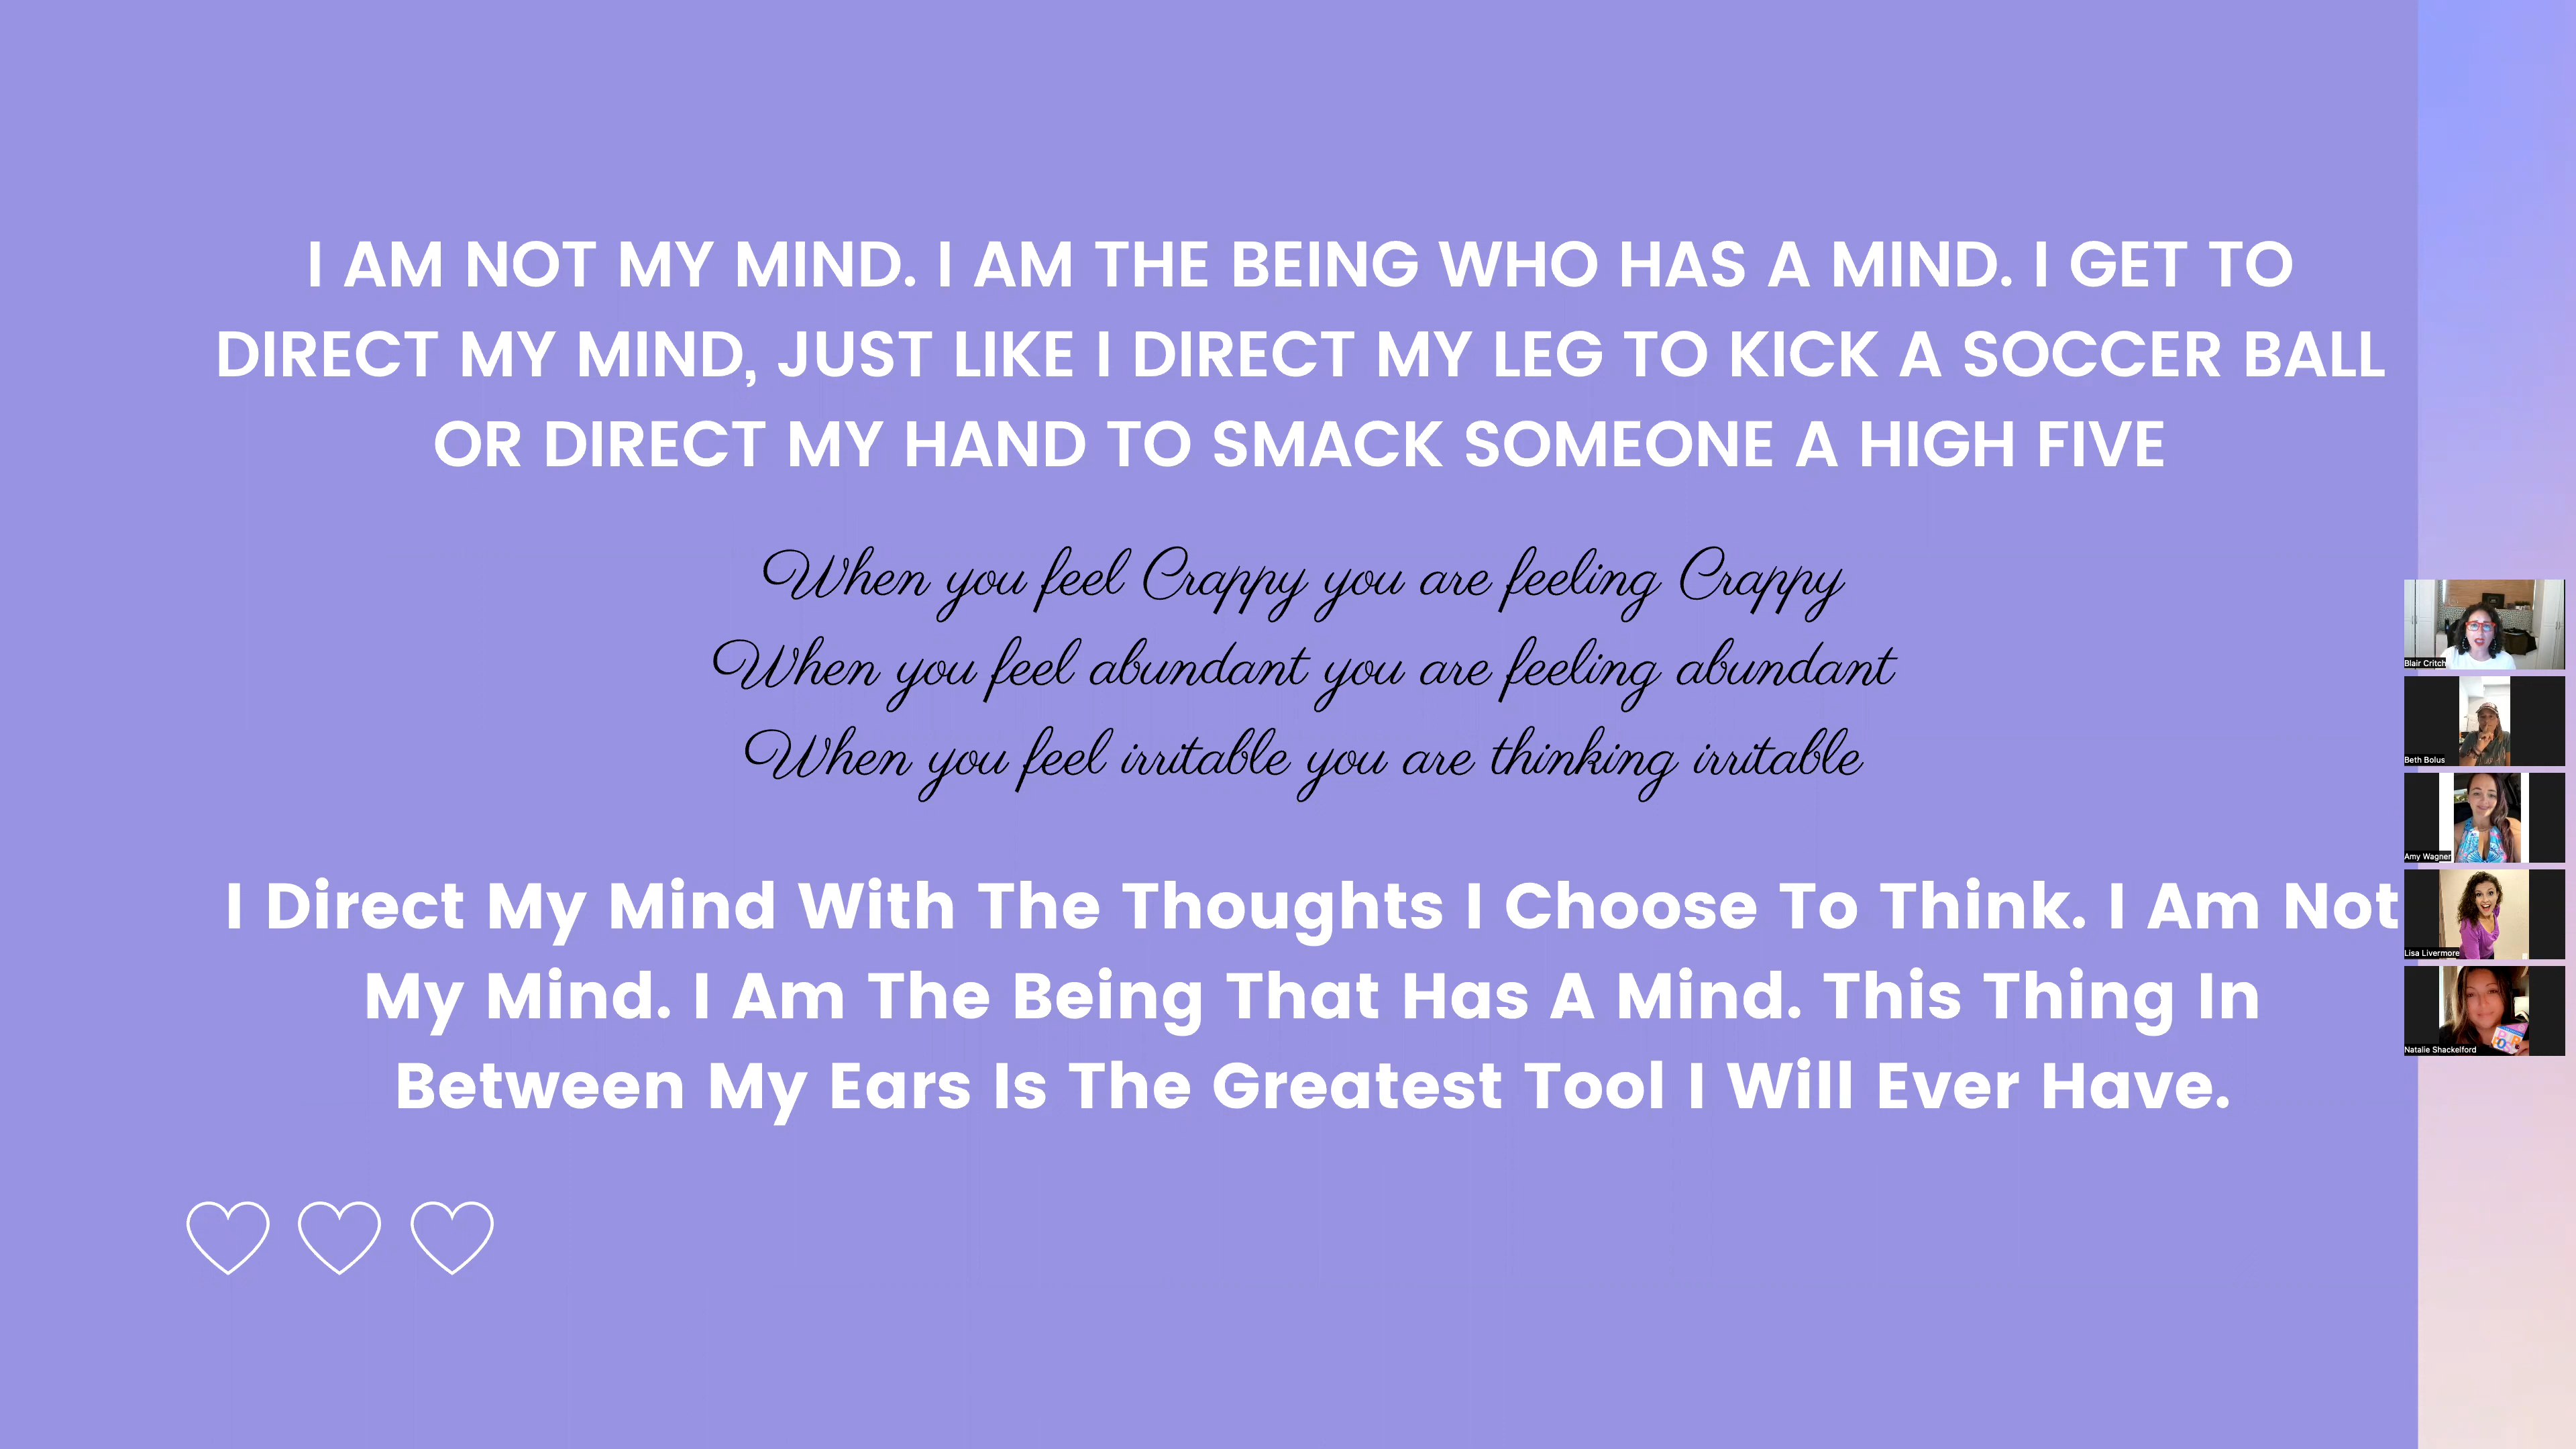 I AM NOT MY MIND. I AM THE BEING WHO HAS A MIND. I GET TO
DIRECT MY MIND, JUST LIKE I DIRECT MY LEG TO KICK A SOCCER BALL
OR DIRECT MY HAND TO SMACK SOMEONE A HIGH FIVE
When you feel Crappy you are feeling Crappy
When you feel abundant you are feeling abundant
When you feel irritable you are thinking irritable
I Direct My Mind With The Thoughts I Choose To Think. I Am Not
My Mind. I Am The Being That Has A Mind. This Thing In
Between My Ears Is The Greatest Tool I Will Ever Have.
Blair Critch
Beth Bolus
Amy Wagner
Lisa Livermore
Natalie Shackelford